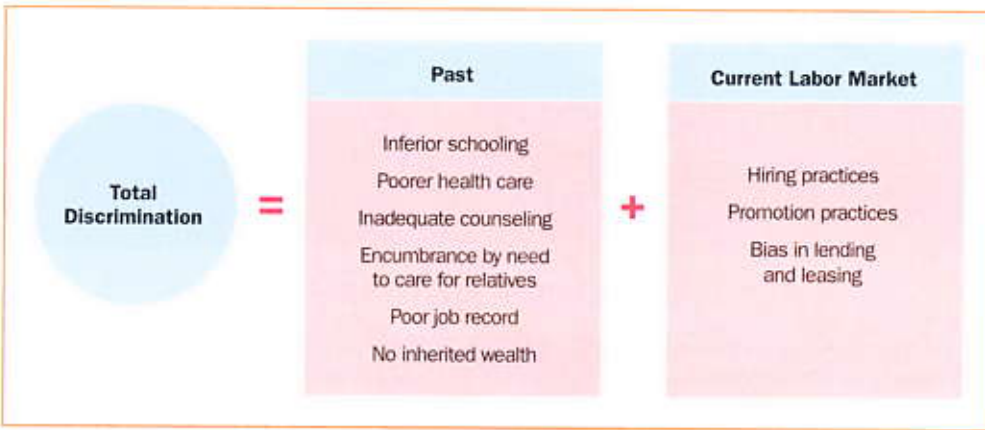 Total
Discrimination
=
Past
Inferior schooling
Poorer health care
Inadequate counseling
Encumbrance by need
to care for relatives
Poor job record
No inherited wealth
+
Current Labor Market
Hiring practices
Promotion practices
Bias in lending
and leasing